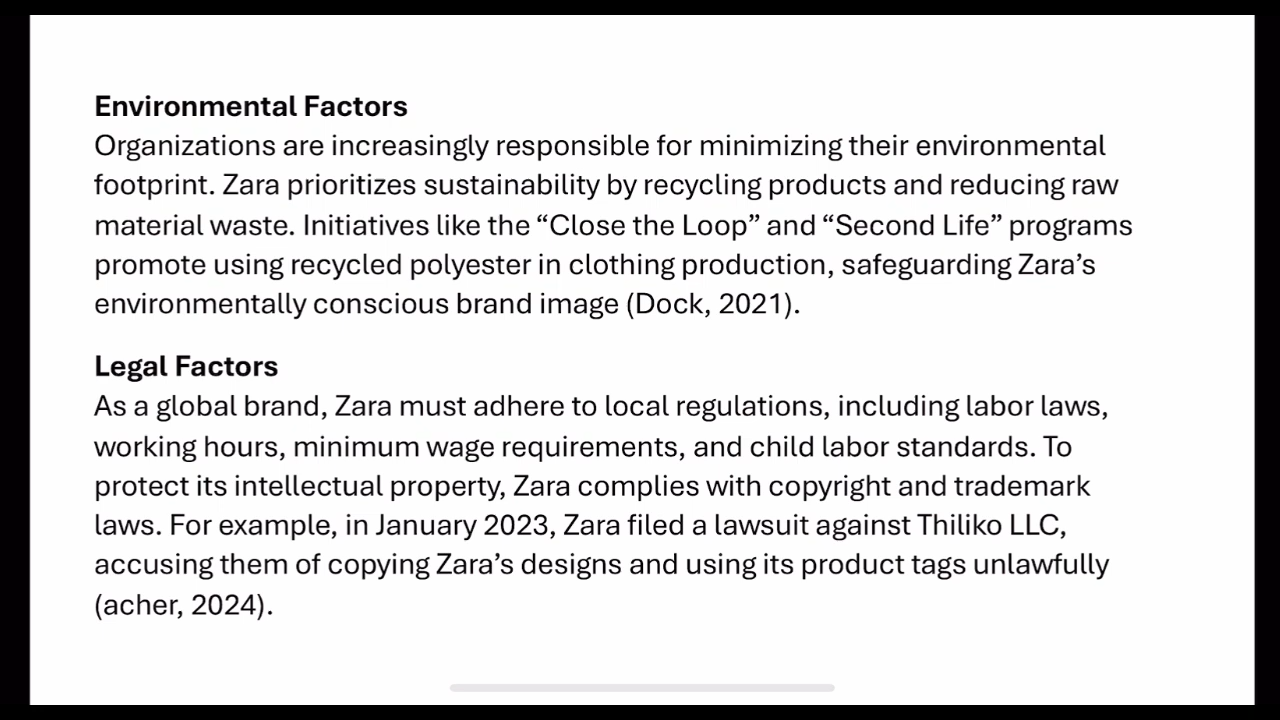 Environmental Factors
Organizations are increasingly responsible for minimizing their environmental
footprint. Zara prioritizes sustainability by recycling products and reducing raw
material waste. Initiatives like the “Close the Loop” and “Second Life” programs
promote using recycled polyester in clothing production, safeguarding Zara’s
environmentally conscious brand image (Dock, 2021).
Legal Factors
As a global brand, Zara must adhere to local regulations, including labor laws,
working hours, minimum wage requirements, and child labor standards. To
protect its intellectual property, Zara complies with copyright and trademark
laws. For example, in January 2023, Zara filed a lawsuit against Thiliko LLC,
accusing them of copying Zara’s designs and using its product tags unlawfully
(acher, 2024).